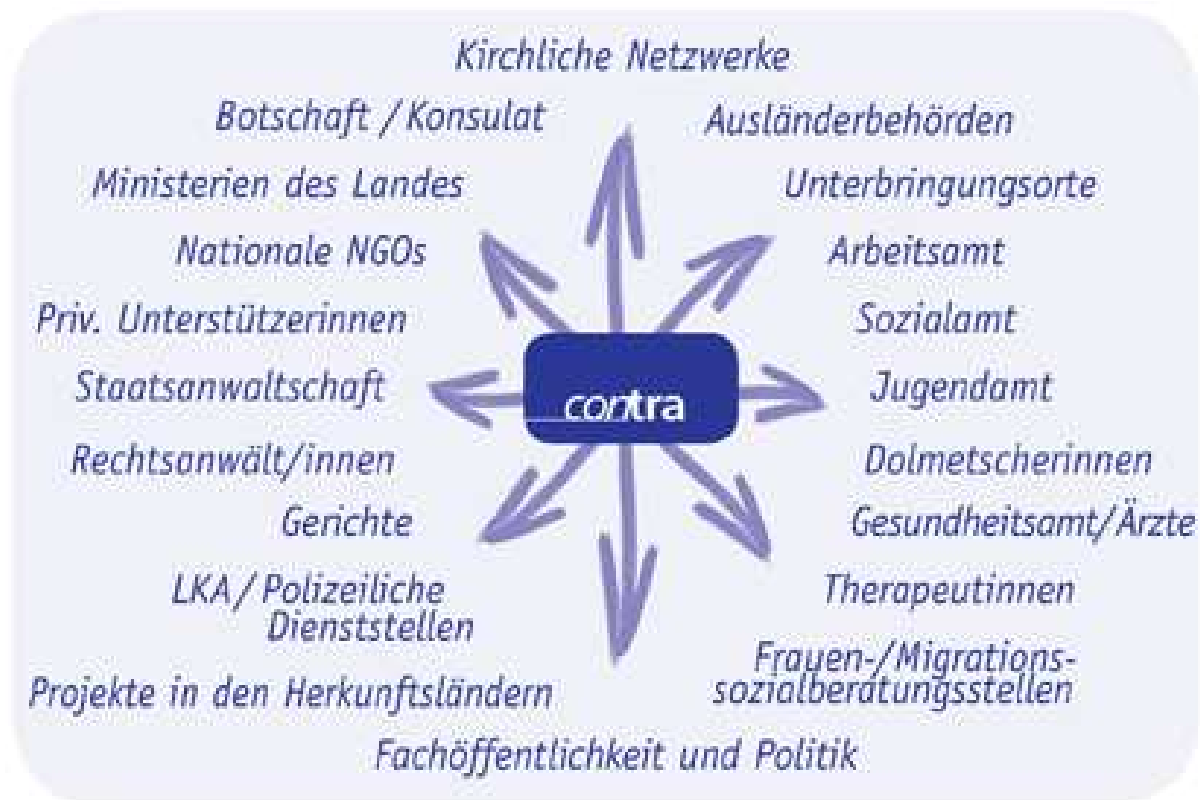 Kirchliche Netzwerke
Botschaft / Konsulat
Ausländerbehörden
Ministerien des Landes
Unterbringungsorte
Nationale NGOs
Arbeitsamt
Priv. Unterstützerinnen
Sozialamt
Staatsanwaltschaft
contra
Jugendamt
Rechtsanwält/innen
Dolmetscherinnen
Gerichte
Gesundheitsamt/Ärzte
LKA / Polizeiliche
Dienststellen
Therapeutinnen
Frauen-/Migrations-
sozialberatungsstellen
Projekte in den Herkunftsländern
Fachöffentlichkeit und Politik